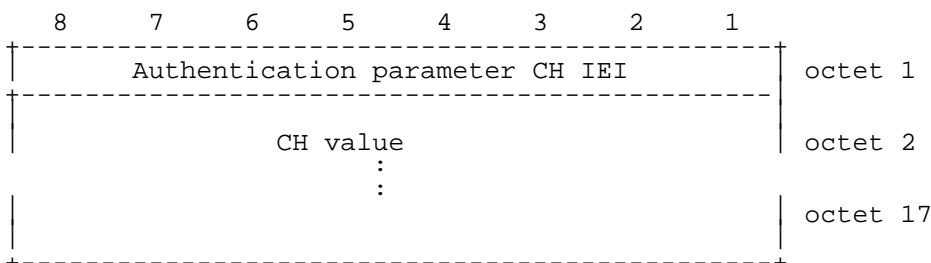 8 7 6 5 4 3 2 1
Authentication parameter CH IEI octet 1
CH value octet 2
:
:
octet 17